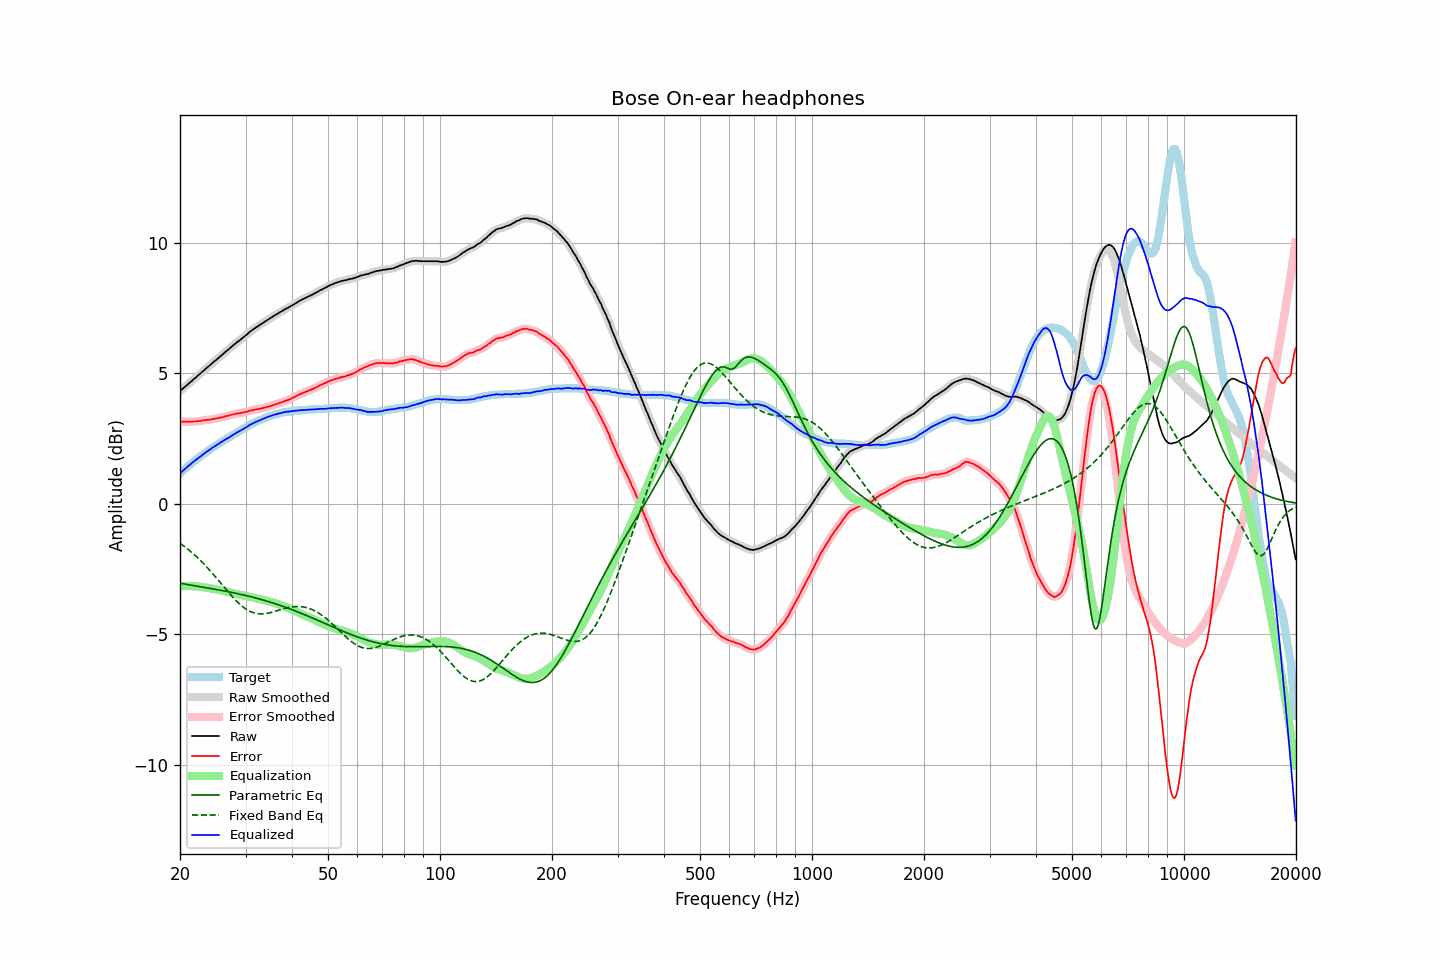 Bose On-ear headphones
Amplitude (dBr)
10
5
0
−5
−10
Target
Raw Smoothed
Error Smoothed
Raw
Error
Equalization
Parametric Eq
Fixed Band Eq
Equalized
20 50 100 200 500 1000 2000 5000 10000 20000
Frequency (Hz)